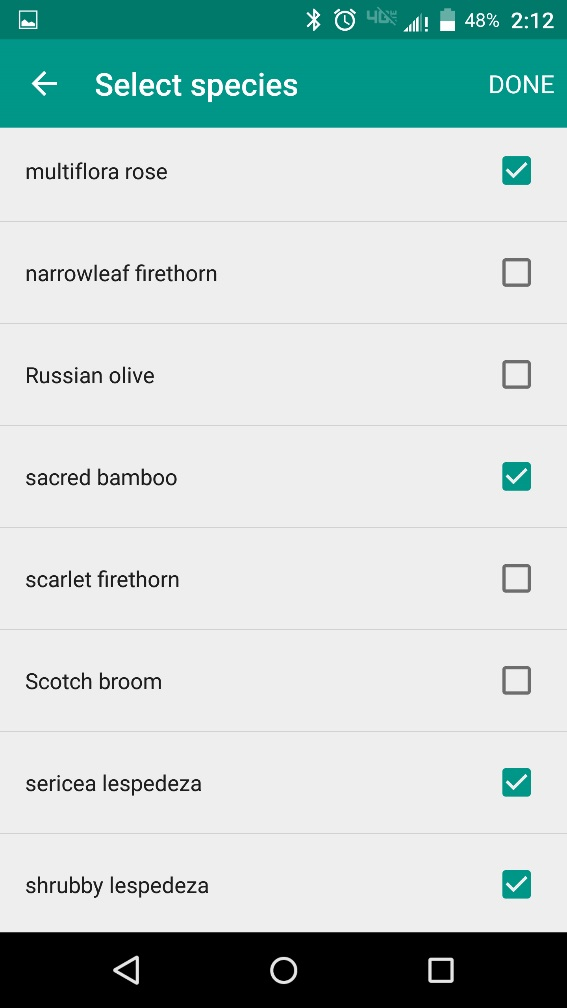 48% 2:12
Select species DONE
multiflora rose
narrowleaf firethorn
Russian olive
sacred bamboo
scarlet firethorn
Scotch broom
sericea lespedeza
shrubby lespedeza